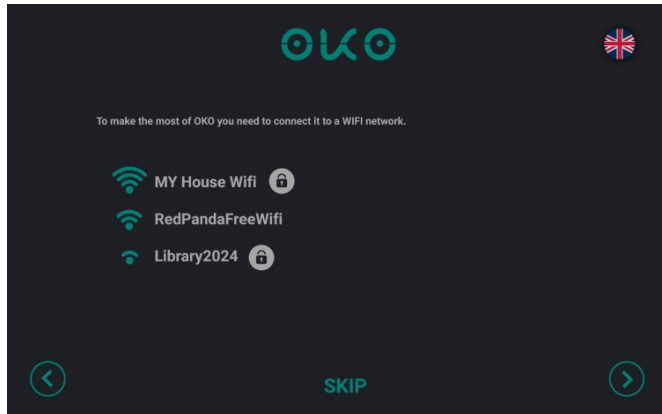 OKO
To make the most of OKO you need to connect it to a WIFI network.
MY House Wifi
RedPandaFreeWifi
Library2024
SKIP